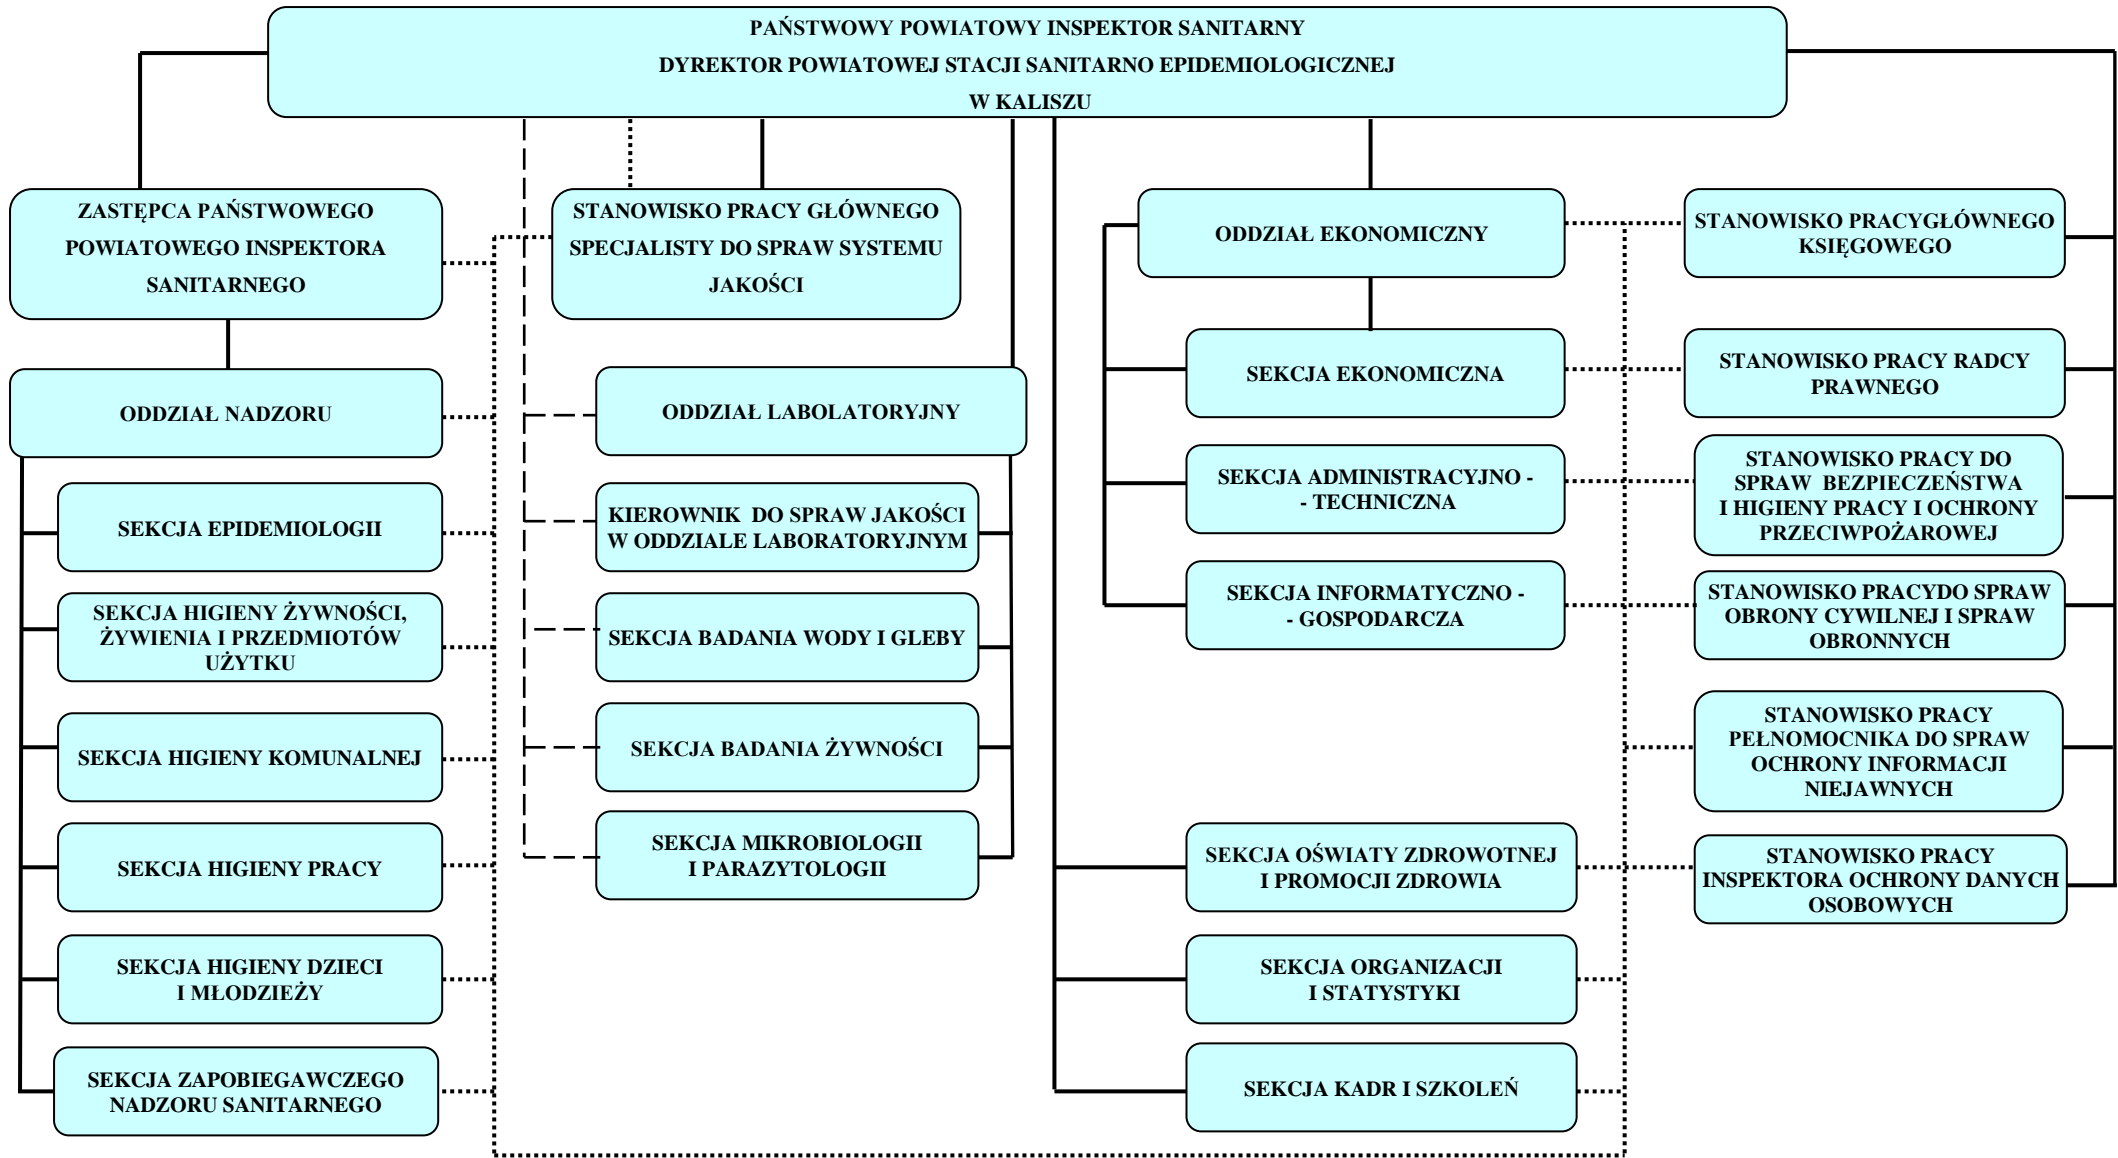 PAŃSTWOWY POWIATOWY INSPEKTOR SANITARNY
DYREKTOR POWIATOWEJ STACJI SANITARNO EPIDEMIOLOGICZNEJ
W KALISZU
ZASTĘPCA PAŃSTWOWEGO
POWIATOWEGO INSPEKTORA
SANITARNEGO
STANOWISKO PRACY GŁÓWNEGO
SPECJALISTY DO SPRAW SYSTEMU
JAKOŚCI
ODDZIAŁ EKONOMICZNY
STANOWISKO PRACYGŁÓWNEGO
KSIĘGOWEGO
ODDZIAŁ NADZORU
SEKCJA EPIDEMIOLOGII
SEKCJA HIGIENY ŻYWNOŚCI,
ŻYWIENIA I PRZEDMIOTÓW
UŻYTKU
SEKCJA HIGIENY KOMUNALNEJ
SEKCJA HIGIENY PRACY
SEKCJA HIGIENY DZIECI
I MŁODZIEŻY
SEKCJA ZAPOBIEGAWCZEGO
NADZORU SANITARNEGO
ODDZIAŁ LABOLATORYJNY
KIEROWNIK DO SPRAW JAKOŚCI
W ODDZIALE LABORATORYJNYM
SEKCJA BADANIA WODY I GLEBY
SEKCJA BADANIA ŻYWNOŚCI
SEKCJA MIKROBIOLOGII
I PARAZYTOLOGII
SEKCJA EKONOMICZNA
SEKCJA ADMINISTRACYJNO -
- TECHNICZNA
SEKCJA INFORMATYCZNO -
- GOSPODARCZA
SEKCJA OŚWIATY ZDROWOTNEJ
I PROMOCJI ZDROWIA
SEKCJA ORGANIZACJI
I STATYSTYKI
SEKCJA KADR I SZKOLEŃ
STANOWISKO PRACY RADCY
PRAWNEGO
STANOWISKO PRACY DO
SPRAW BEZPIECZEŃSTWA
I HIGIENY PRACY I OCHRONY
PRZECIWPOŻAROWEJ
STANOWISKO PRACYDO SPRAW
OBRONY CYWILNEJ I SPRAW
OBRONNYCH
STANOWISKO PRACY
PEŁNOMOCNIKA DO SPRAW
OCHRONY INFORMACJI
NIEJAWNYCH
STANOWISKO PRACY
INSPEKTORA OCHRONY DANYCH
OSOBOWYCH